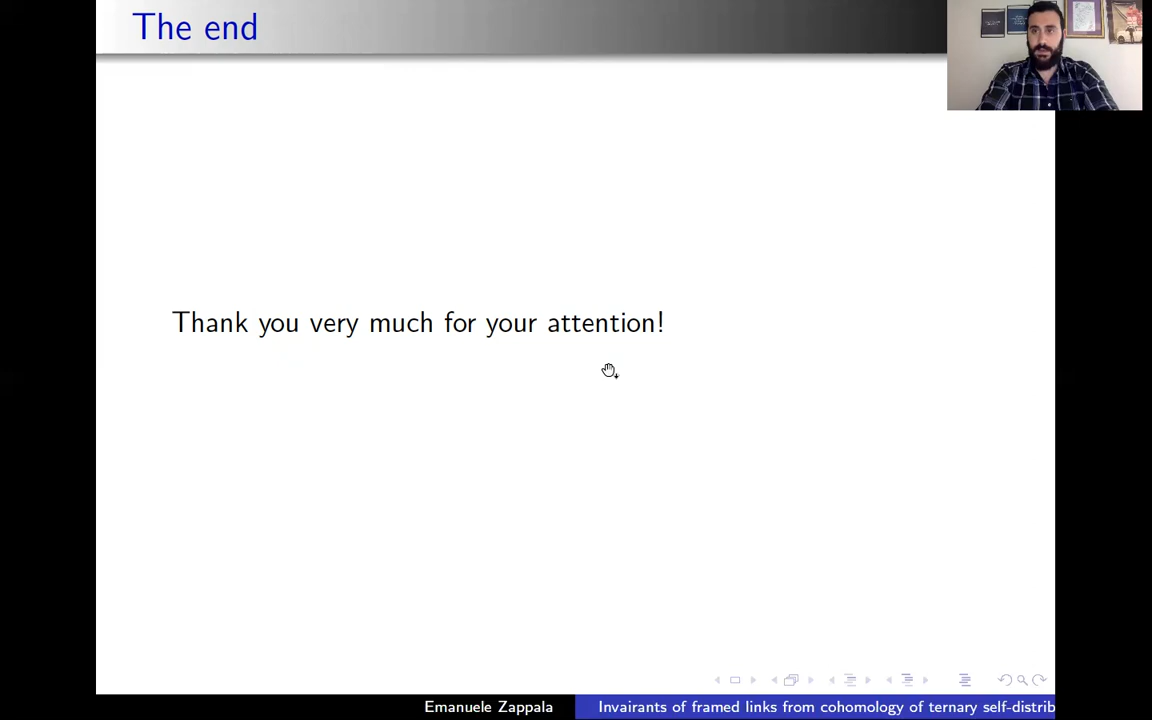 The end
Thank you very much for your attention!
Emanuele Zappala
Invairants of framed links from cohomology of ternary self-distrib